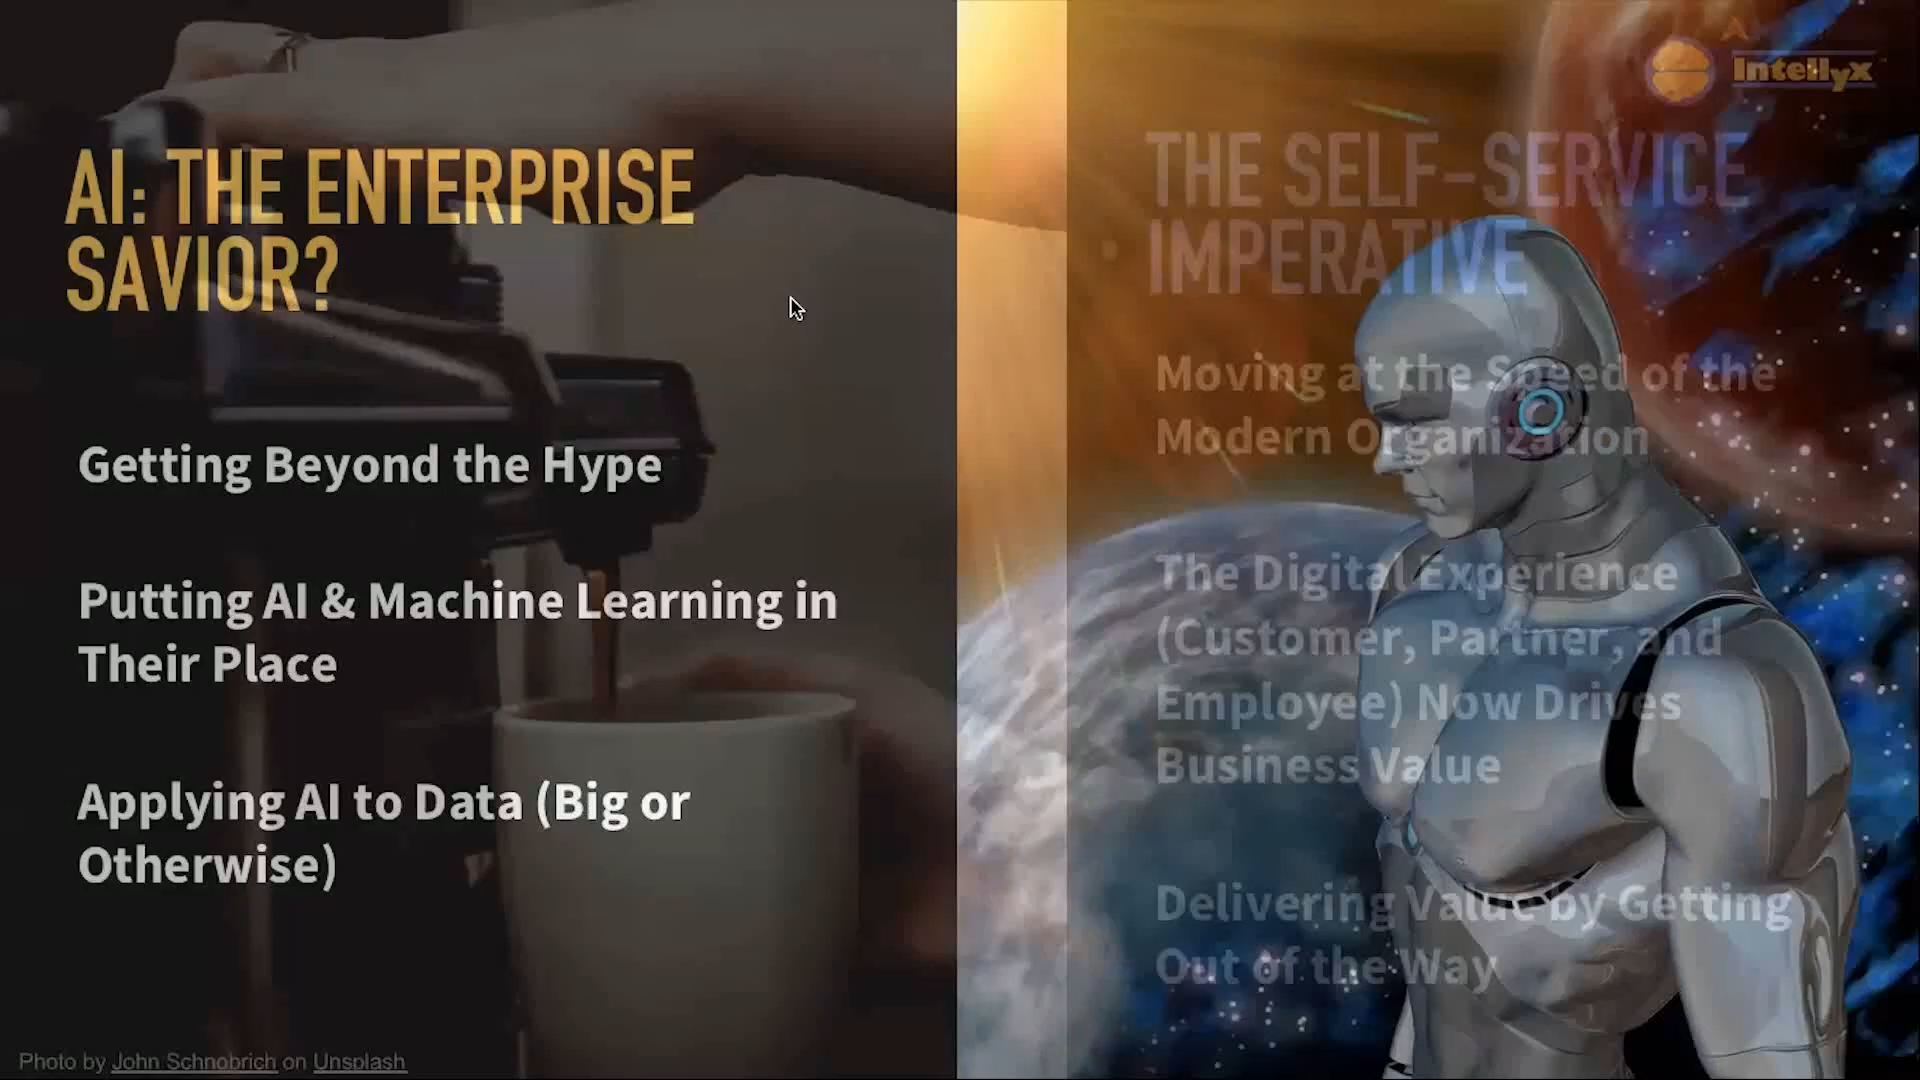 AI: THE ENTERPRISE
SAVIOR?
Getting Beyond the Hype
Putting AI & Machine Learning in
Their Place
Applying AI to Data (Big or
Otherwise)
Photo by John Schnobrich on Unsplash
Intellyx
THE SELF-SERVICE
IMPERATIVE
Moving at the Speed of the
Modern Organization
The Digital Experience
(Customer, Partner, and
Employee) Now Drives
Business Value
Delivering Value by Getting
Out of the Way